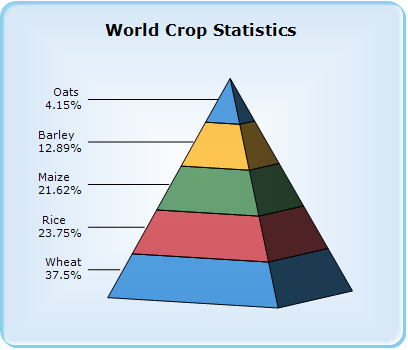 World Crop Statistics
Oats
4.15%
Barley
12.89%
Maize
21.62%
Rice
23.75%
Wheat
37.5%